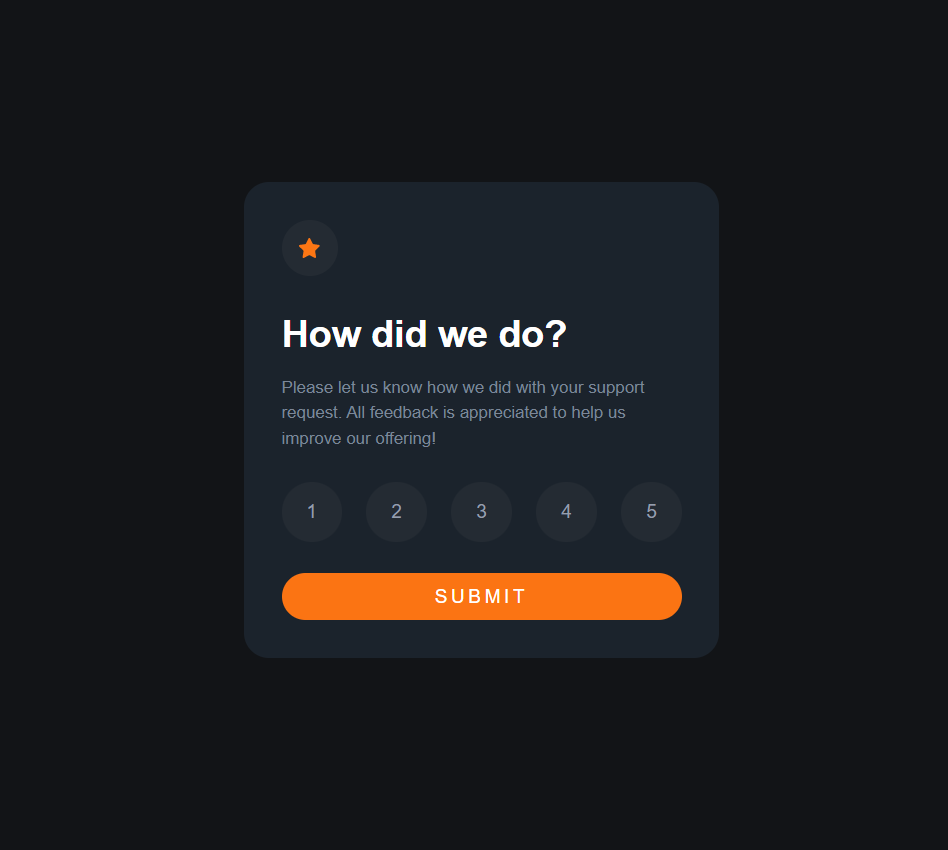 How did we do?
Please let us know how we did with your support
request. All feedback is appreciated to help us
improve our offering!
1 2 3 4 5
SUBMIT